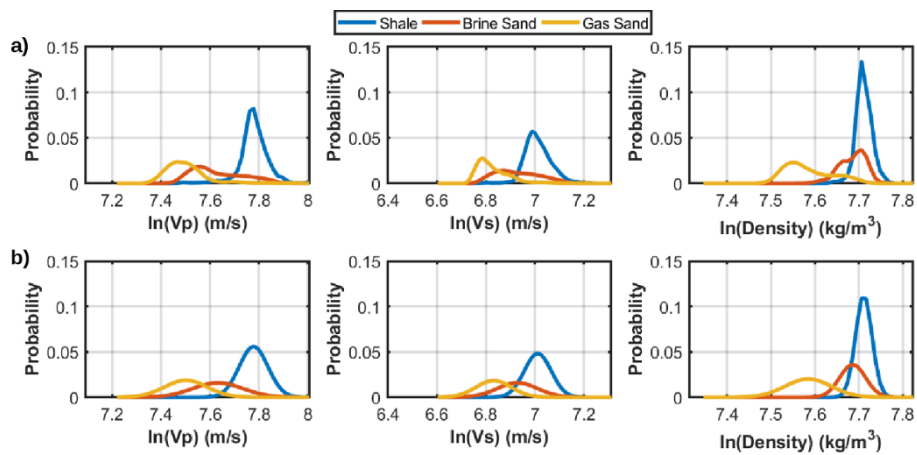 Shale Brine Sand Gas Sand
a)
0.15 0.15 0.15
0.1 0.1 0.1
0.05 0.05 0.05
0 0 0
Probability Probability Probability
7.2 7.4 7.6 7.8 8 6.4 6.6 6.8 7 7.2 7.4 7.5 7.6 7.7 7.8
ln(Vp) (m/s) ln(Vs) (m/s) ln(Density) (kg/m³)
b)
0.15 0.15 0.15
0.1 0.1 0.1
0.05 0.05 0.05
0 0 0
Probability Probability Probability
7.2 7.4 7.6 7.8 8 6.4 6.6 6.8 7 7.2 7.4 7.5 7.6 7.7 7.8
ln(Vp) (m/s) ln(Vs) (m/s) ln(Density) (kg/m³)